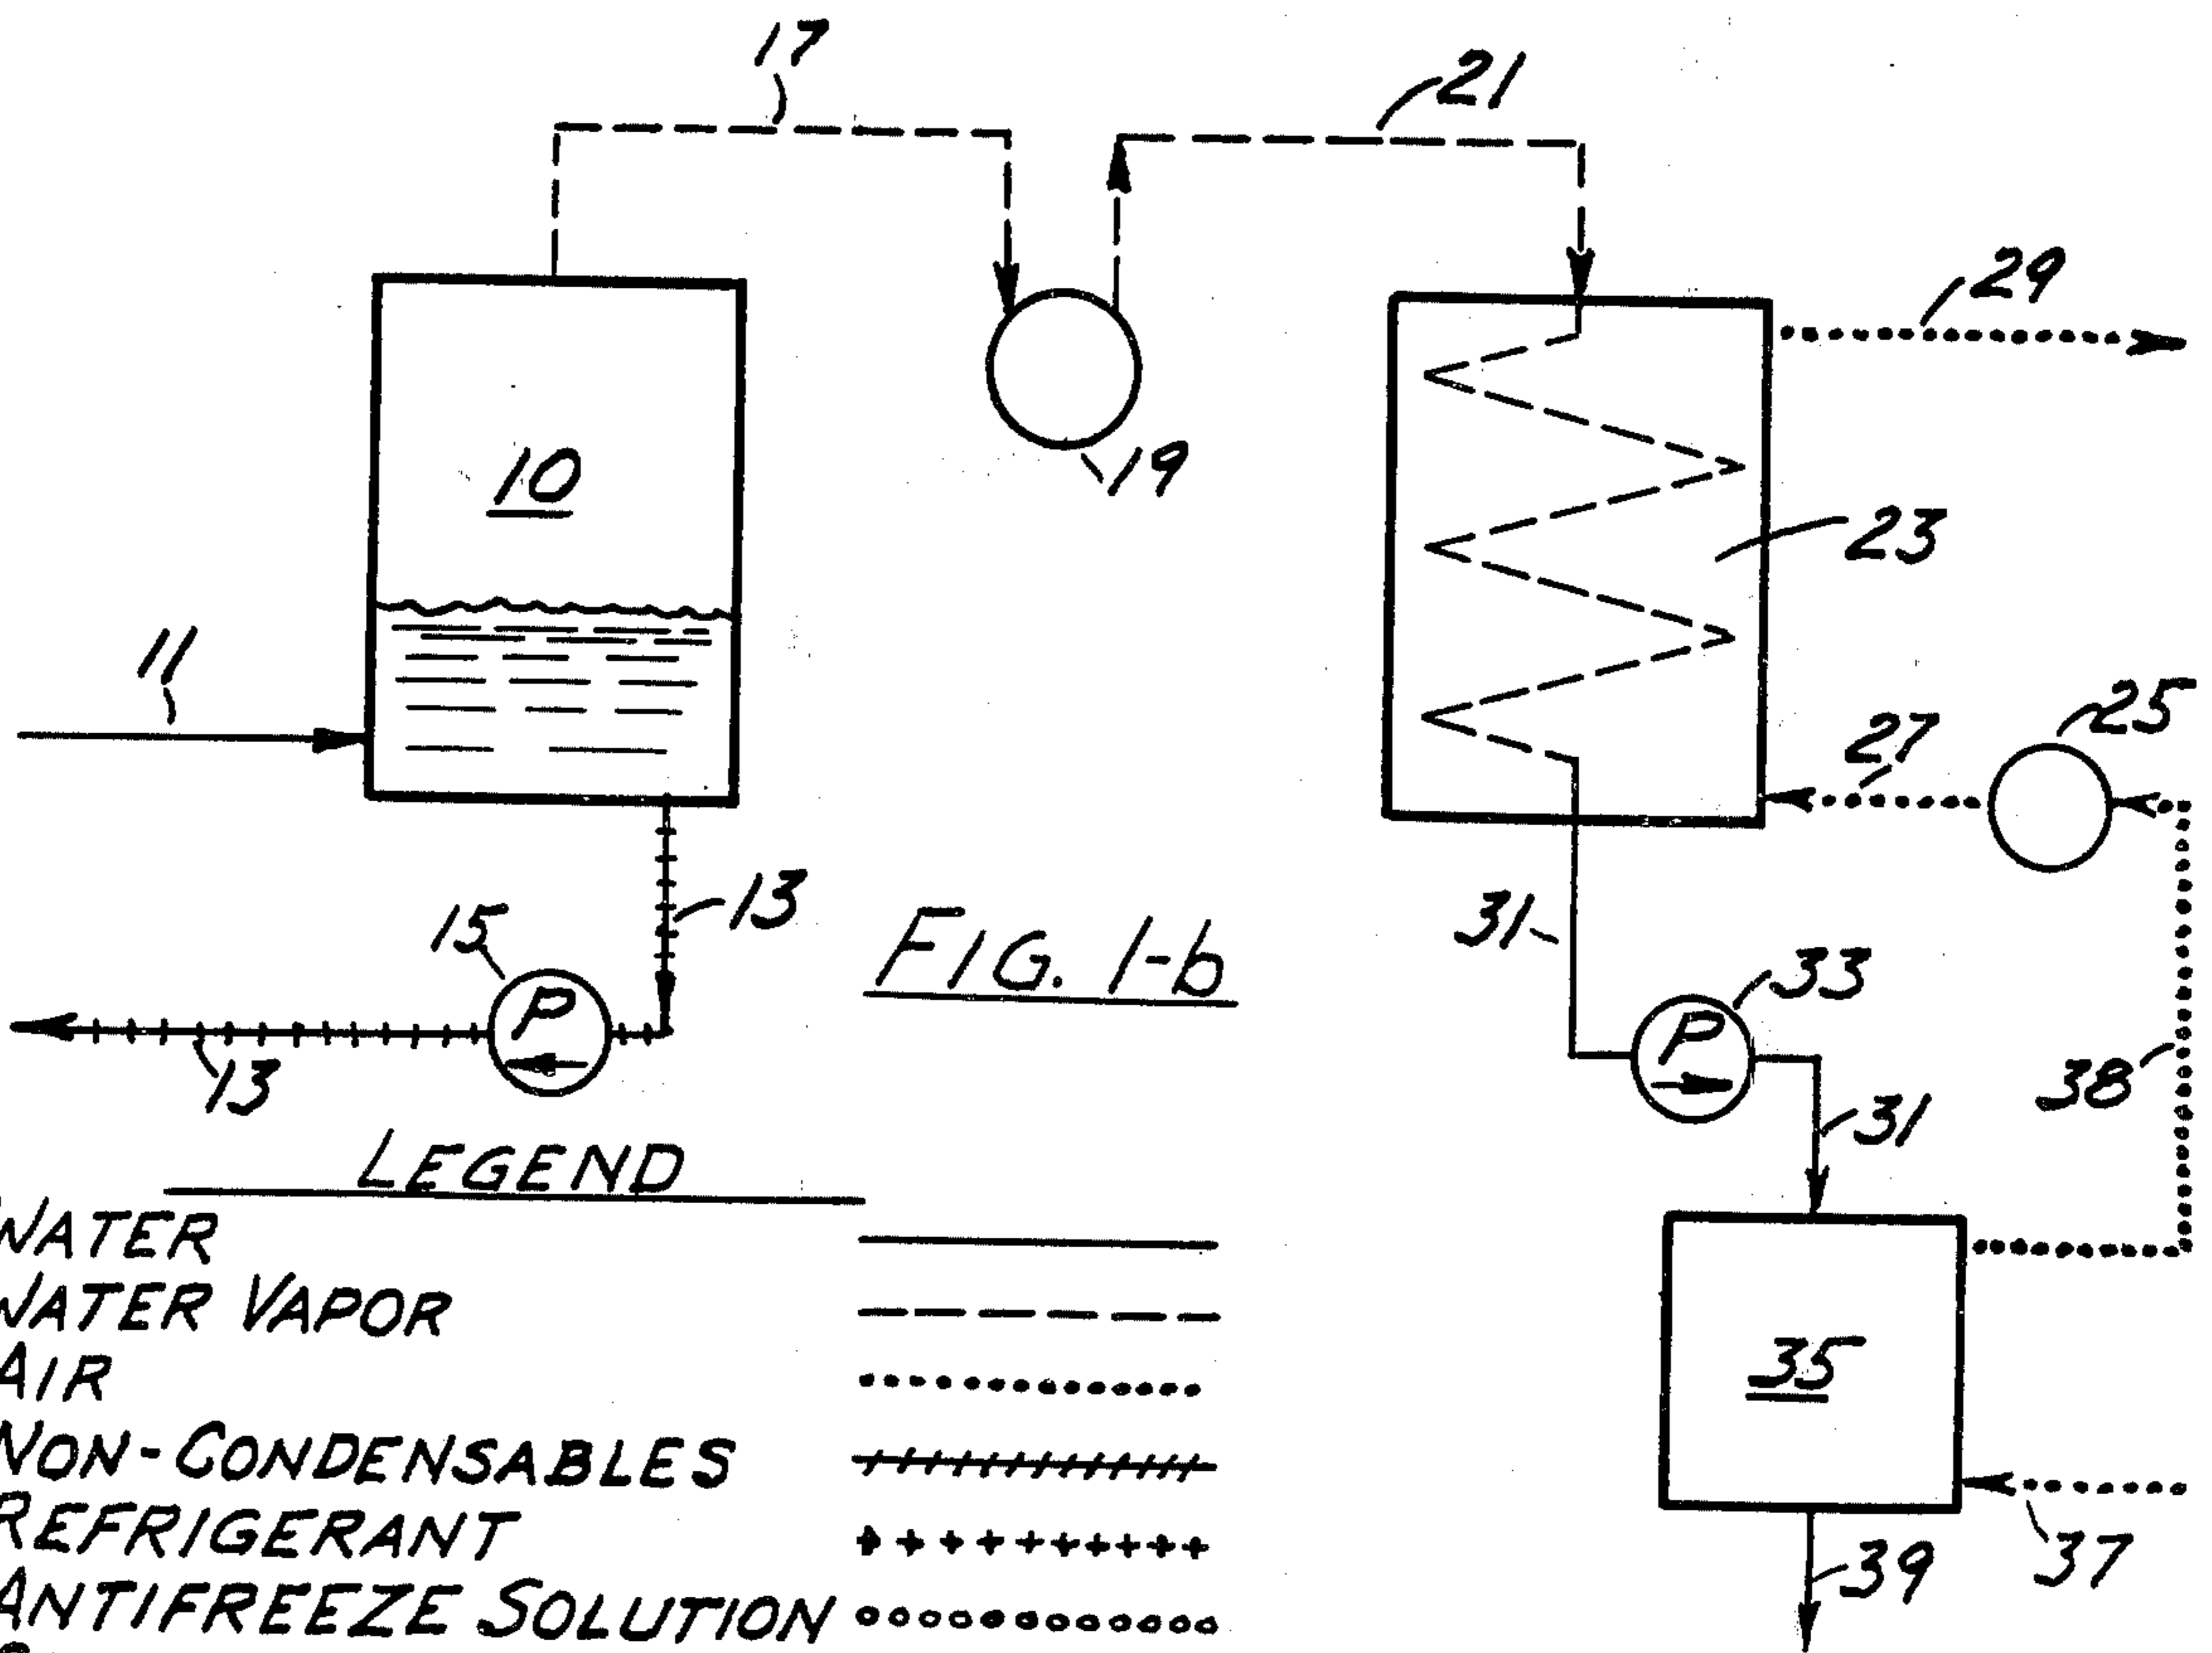 17
21
29
10
19
23
11
25
27
13
15
FIG. 1-b
31
33
13
38
31
LEGEND
WATER
WATER VAPOR
AIR
NON-CONDENSABLES
REFRIGERANT
ANTIFREEZE SOLUTION
P
P
35
37
39